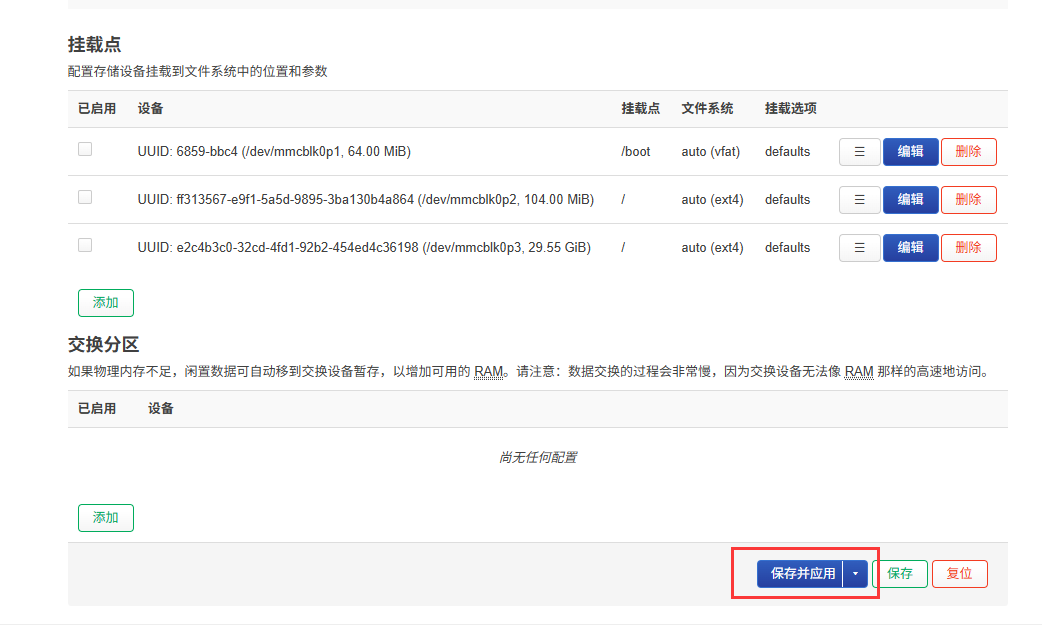 挂载点
配置存储设备挂载到文件系统中的位置和参数
已启用 设备 挂载点 文件系统 挂载选项
UUID: 6859-bbc4 (/dev/mmcblk0p1, 64.00 MiB) /boot auto (vfat) defaults ☰ 编辑 删除
UUID: ff313567-e9f1-5a5d-9895-3ba130b4a864 (/dev/mmcblk0p2, 104.00 MiB) / auto (ext4) defaults ☰ 编辑 删除
UUID: e2c4b3c0-32cd-4fd1-92b2-454ed4c36198 (/dev/mmcblk0p3, 29.55 GiB) / auto (ext4) defaults ☰ 编辑 删除
添加
交换分区
如果物理内存不足，闲置数据可自动移到交换设备暂存，以增加可用的 RAM。请注意：数据交换的过程会非常慢，因为交换设备无法像 RAM 那样的高速地访问。
已启用 设备
尚无任何配置
添加
保存并应用 保存 复位